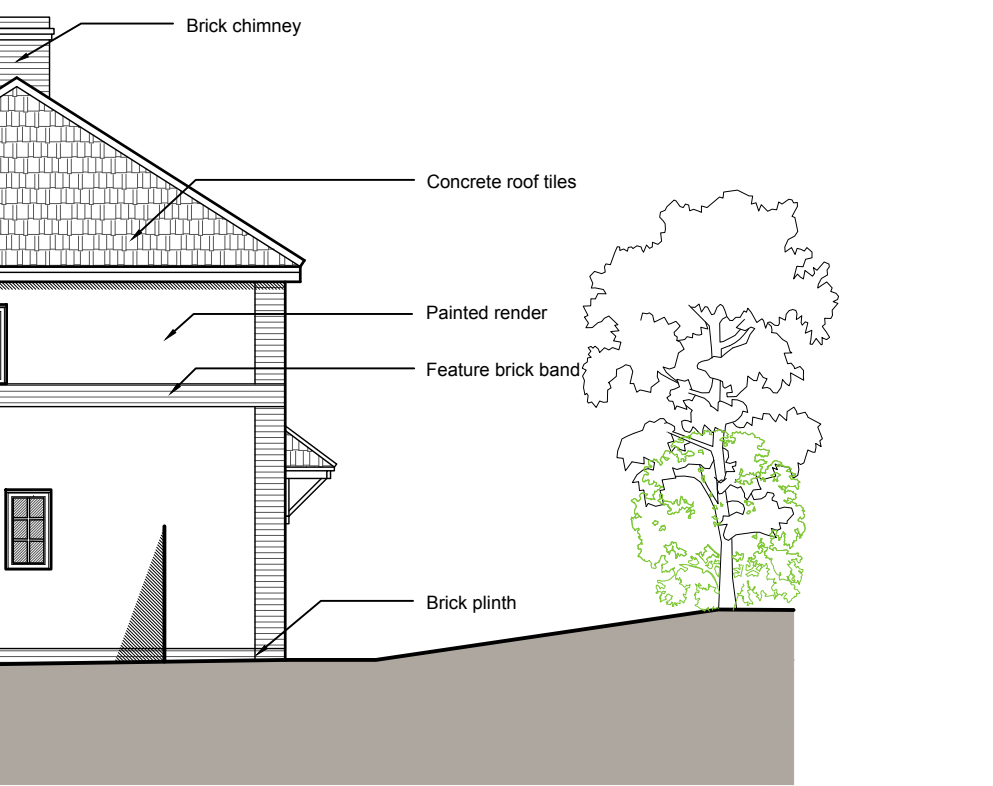 Brick chimney
Concrete roof tiles
Painted render
Feature brick band
Brick plinth